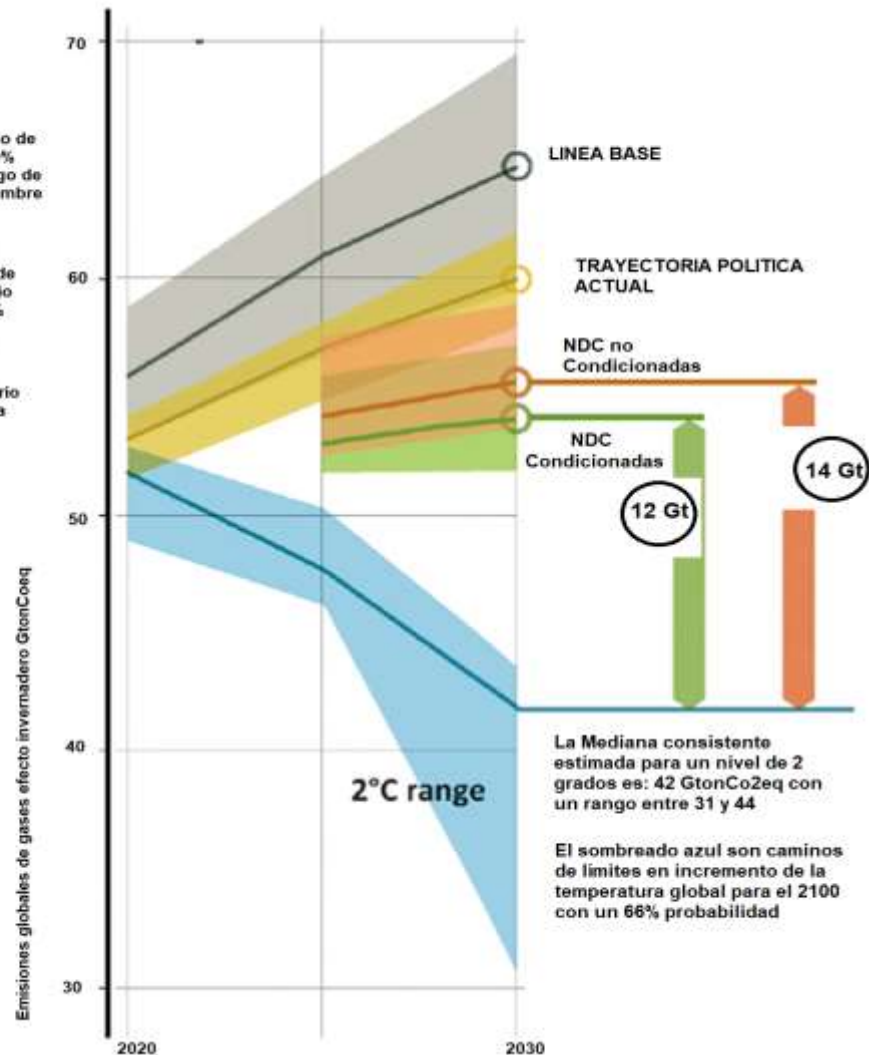 70
60
50
40
30
2020
2030
Emisiones globales de gases efecto invernadero GtonCoeq
de
%
de
LINEA BASE
TRAYECTORIA POLITICA
ACTUAL
NDC no
Condicionadas
NDC
Condicionadas
12 Gt
14 Gt
2°C range
La Mediana consistente
estimada para un nivel de 2
grados es: 42 GtonCo2eq con
un rango entre 31 y 44
El sombreado azul son caminos
de limites en incremento de la
temperatura global para el 2100
con un 66% probabilidad